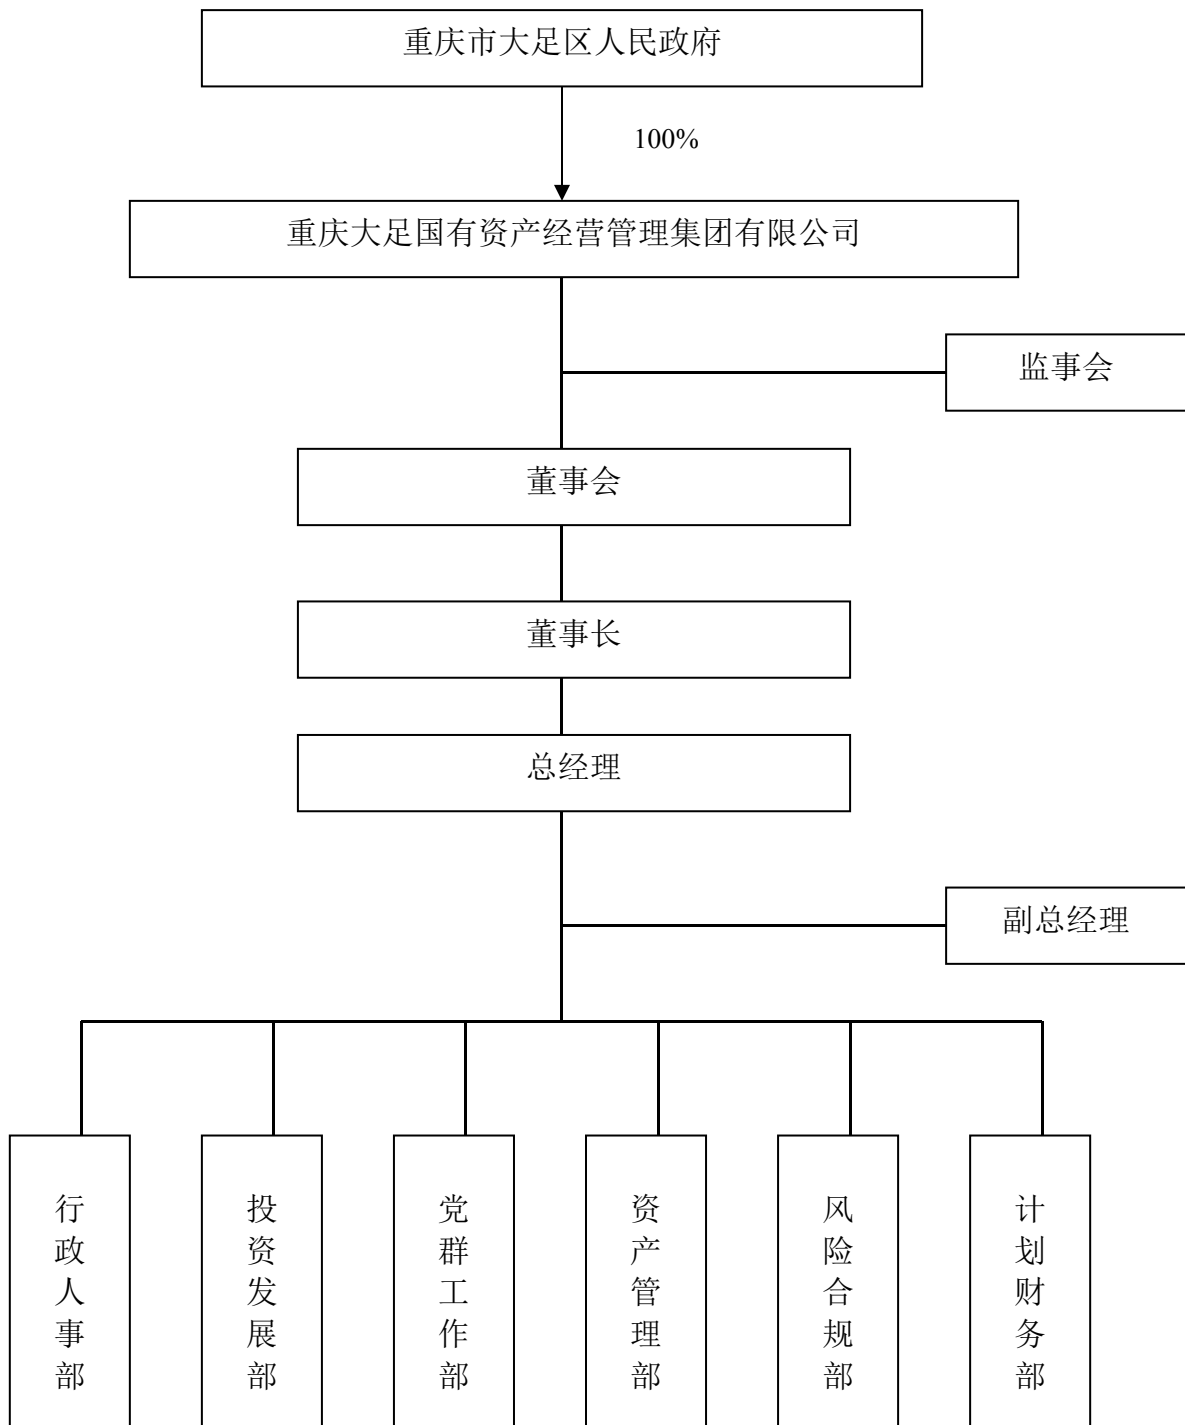 重庆市大足区人民政府
100%
重庆大足国有资产经营管理集团有限公司
监事会
董事会
董事长
总经理
副总经理
行政人事部
投资发展部
党群工作部
资产管理部
风险合规部
计划财务部